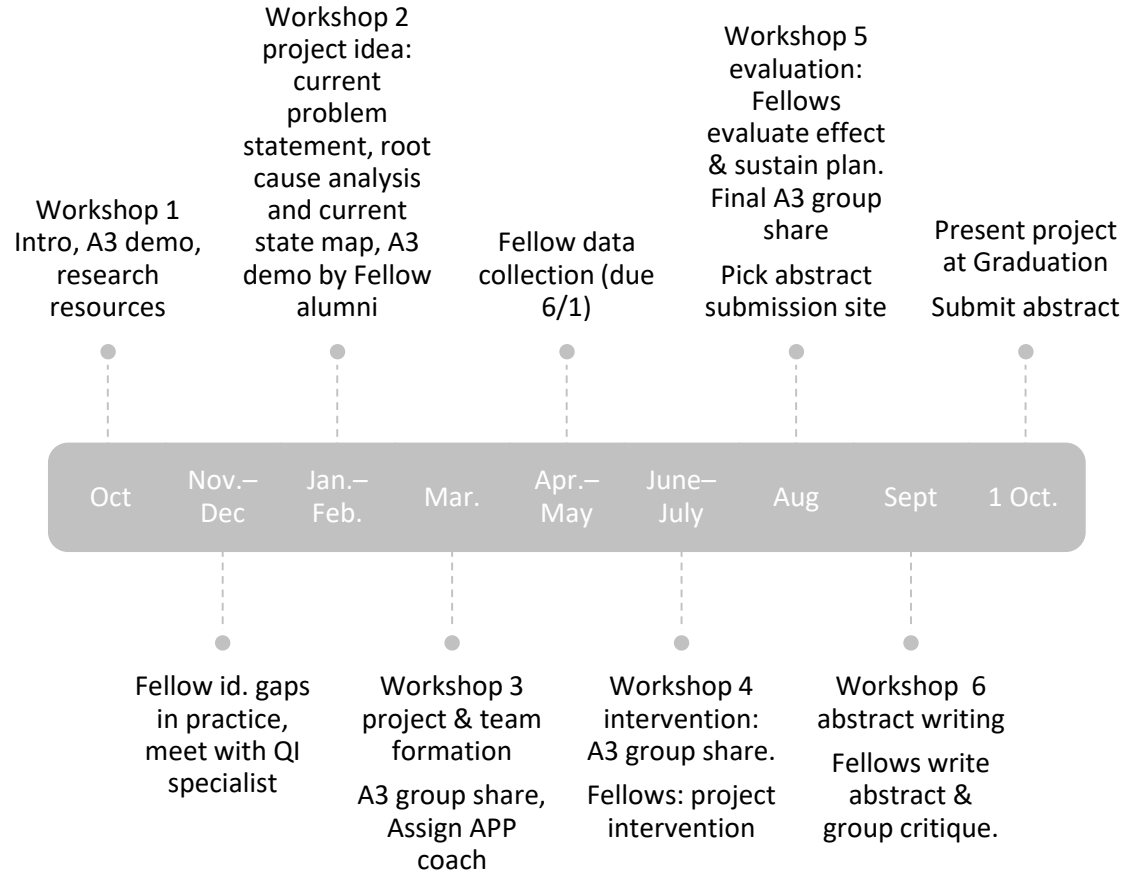 Workshop 1
Intro, A3 demo,
research
resources
Workshop 2
project idea:
current
problem
statement, root
cause analysis
and current
state map, A3
demo by Fellow
alumni
Fellow data
collection (due
6/1)
Workshop 5
evaluation:
Fellows
evaluate effect
& sustain plan.
Final A3 group
share
Pick abstract
submission site
Present project
at Graduation
Submit abstract
Oct
Nov.–
Dec
Jan.–
Feb.
Mar.
Apr.–
May
June–
July
Aug
Sept
1 Oct.
Fellow id. gaps
in practice,
meet with QI
specialist
Workshop 3
project & team
formation
A3 group share,
Assign APP
coach
Workshop 4
intervention:
A3 group share.
Fellows: project
intervention
Workshop  6
abstract writing
Fellows write
abstract &
group critique.